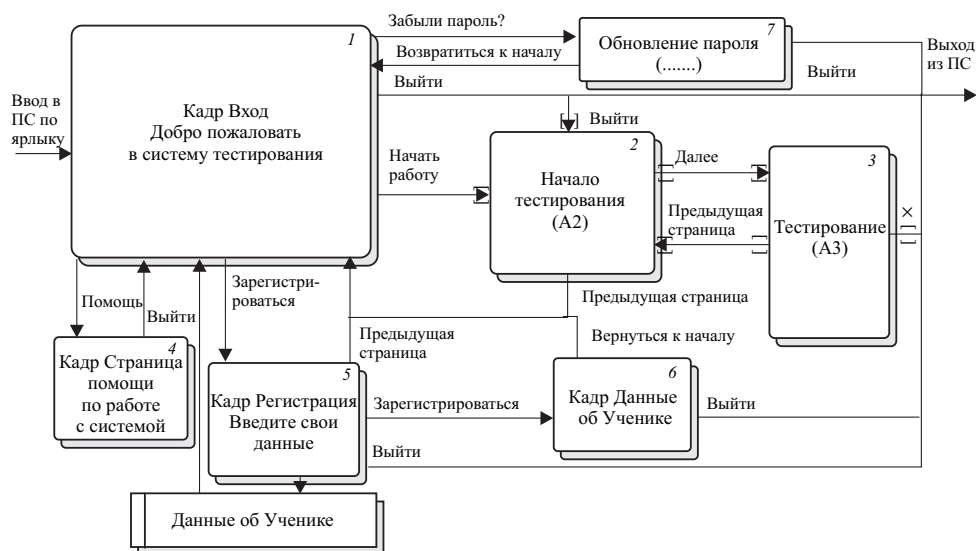 Забыли пароль?
1
7
Обновление пароля
(.......)
Возвратиться к началу
Выйти
Выйти
Выход
из ПС
Ввод в
ПС по
ярлыку
Кадр Вход
Добро пожаловать
в систему тестирования
[ ] Выйти
Начать
работу
[ ]
2
Начало
тестирования
(А2)
[ ] Далее [ ]
Предыдущая
страница
[ ] [ ]
3
Тестирование
(А3)
×
[ ]
Помощь
Выйти
Зарегистри-
роваться
Предыдущая страница
Предыдущая
страница
Вернуться к началу
4
Кадр Страница
помощи
по работе
с системой
5
Кадр Регистрация
Введите свои
данные
Зарегистрироваться
6
Кадр Данные
об Ученике
Выйти
Выйти
Данные об Ученике